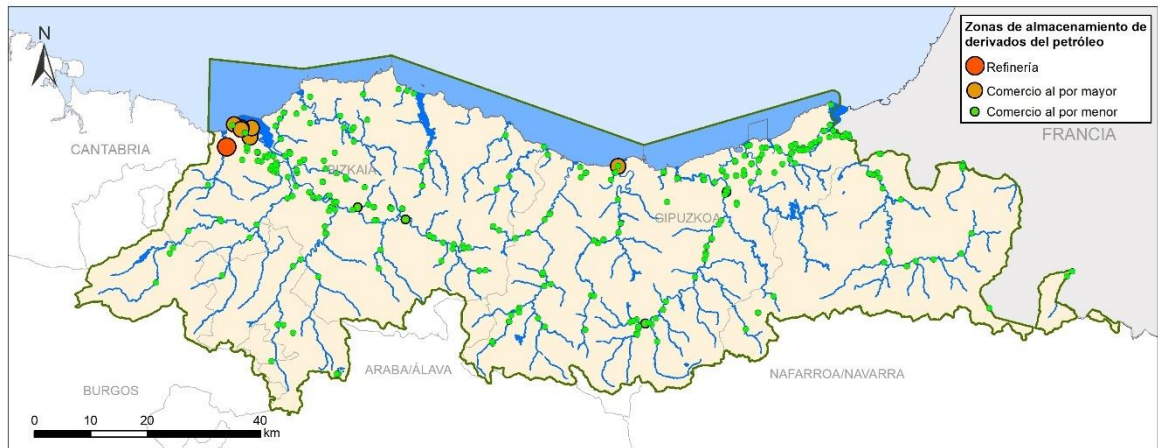 N
Zonas de almacenamiento de
derivados del petróleo
Refinería
Comercio al por mayor
Comercio al por menor
FRANCIA
CANTABRIA
BIZKAIA
GIPUZKOA
ARABA/ÁLAVA
NAFARROA/NAVARRA
BURGOS
0 10 20 40
km